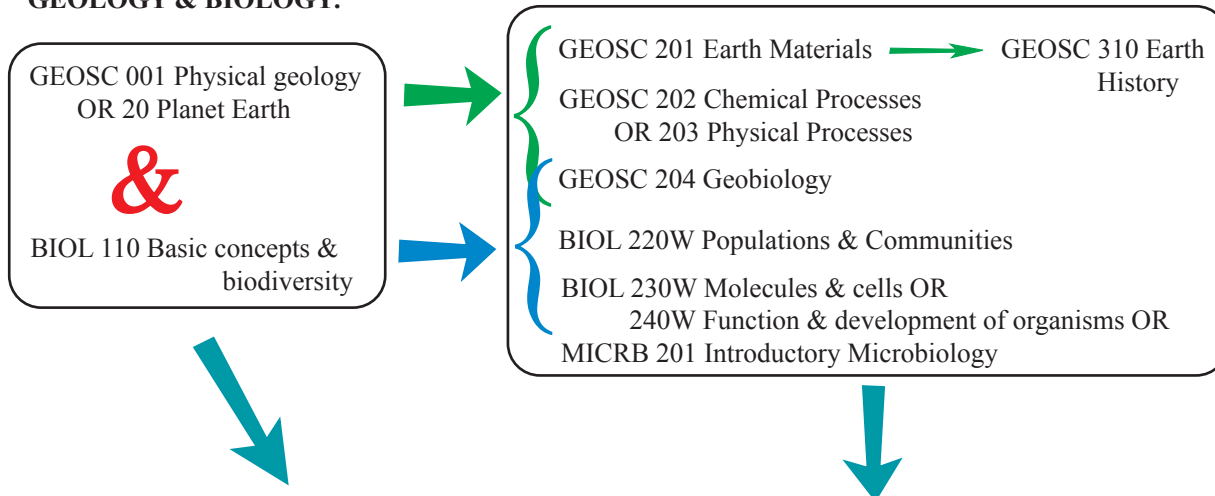 GEOLOGY & BIOLOGY:
GEOSC 001 Physical geology
OR 20 Planet Earth
&
BIOL 110 Basic concepts &
biodiversity
GEOSC 201 Earth Materials
GEOSC 310 Earth
History
GEOSC 202 Chemical Processes
OR 203 Physical Processes
GEOSC 204 Geobiology
BIOL 220W Populations & Communities
BIOL 230W Molecules & cells OR
240W Function & development of organisms OR
MICRB 201 Introductory Microbiology